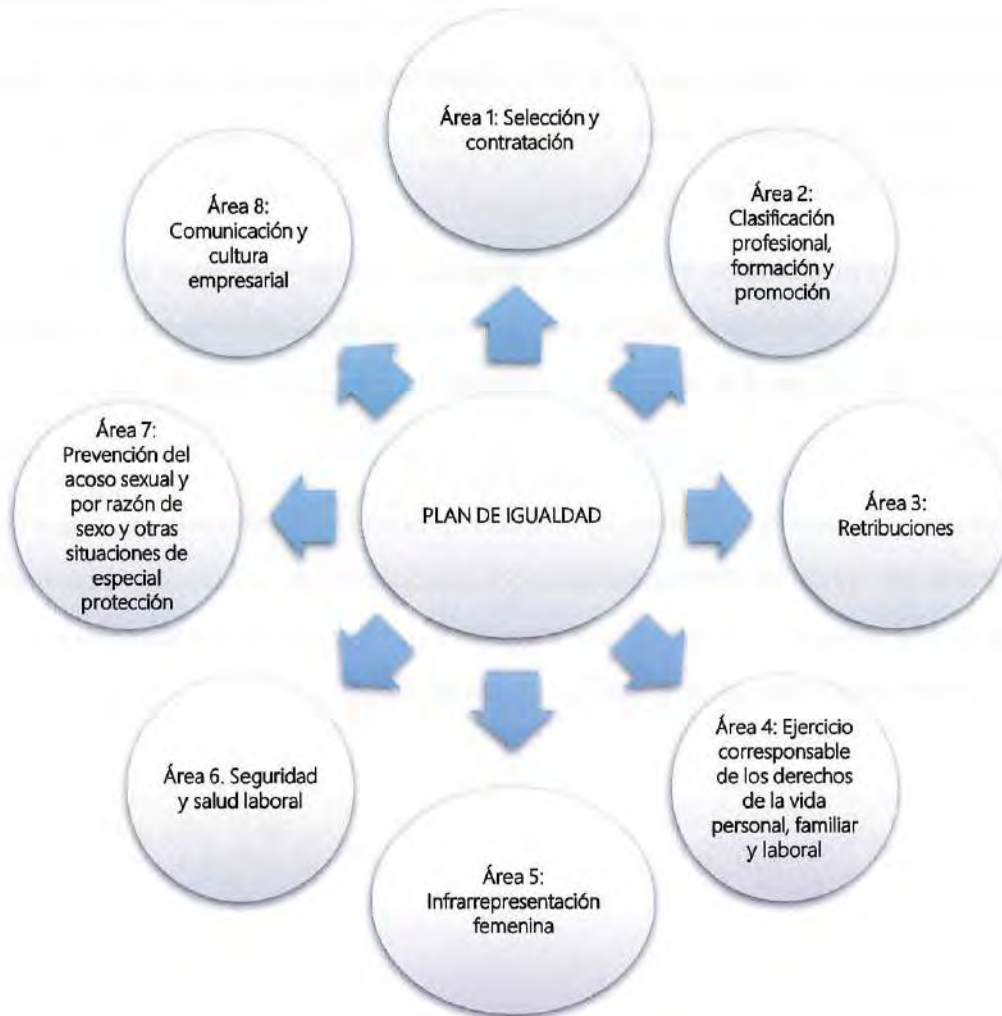 Área 1: Selección y
contratación
Área 2:
Clasificación
profesional,
formación y
promoción
Área 3:
Retribuciones
Área 4: Ejercicio
corresponsable
de los derechos
de la vida
personal, familiar
y laboral
Área 5:
Infrarrepresentación
femenina
Área 6. Seguridad
y salud laboral
Área 7:
Prevención del
acoso sexual y
por razón de
sexo y otras
situaciones de
especial
protección
Área 8:
Comunicación y
cultura
empresarial
PLAN DE IGUALDAD